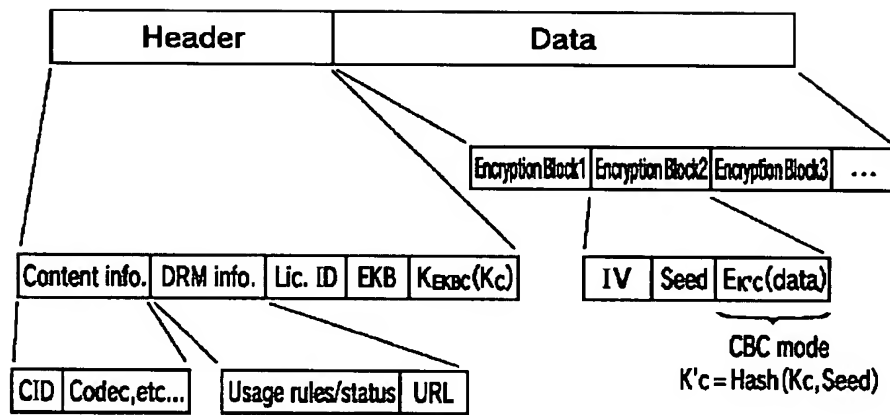 Header Data
Encryption Block1 Encryption Block2 Encryption Block3 ...
Content info. DRM info. Lic. ID EKB KEKBC(Kc)
IV Seed EK'C(data)
CBC mode
K'c=Hash(Kc,Seed)
CID Codec,etc... Usage rules/status URL